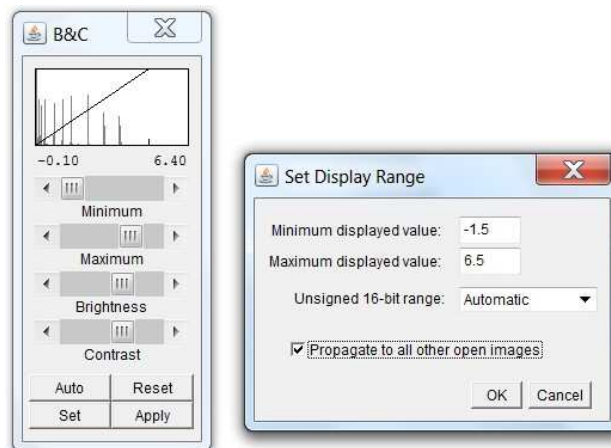 B&C
-0.10 6.40
Minimum
Maximum
Brightness
Contrast
Auto Reset
Set Apply
Set Display Range
Minimum displayed value: -1.5
Maximum displayed value: 6.5
Unsigned 16-bit range: Automatic
Propagate to all other open images
OK Cancel